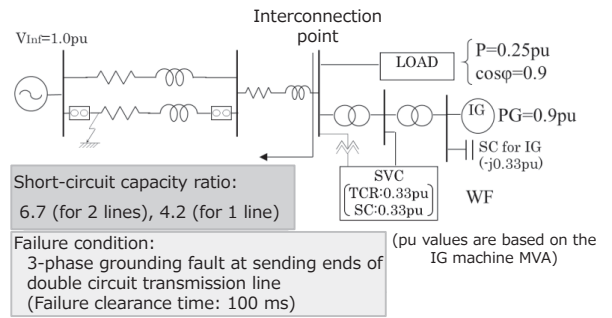 Interconnection
point
VInf=1.0pu
LOAD
P=0.25pu
cosφ=0.9
IG
PG=0.9pu
SC for IG
(-j0.33pu)
SVC
TCR:0.33pu
SC:0.33pu
WF
Short-circuit capacity ratio:
6.7 (for 2 lines), 4.2 (for 1 line)
(pu values are based on the
IG machine MVA)
Failure condition:
3-phase grounding fault at sending ends of
double circuit transmission line
(Failure clearance time: 100 ms)